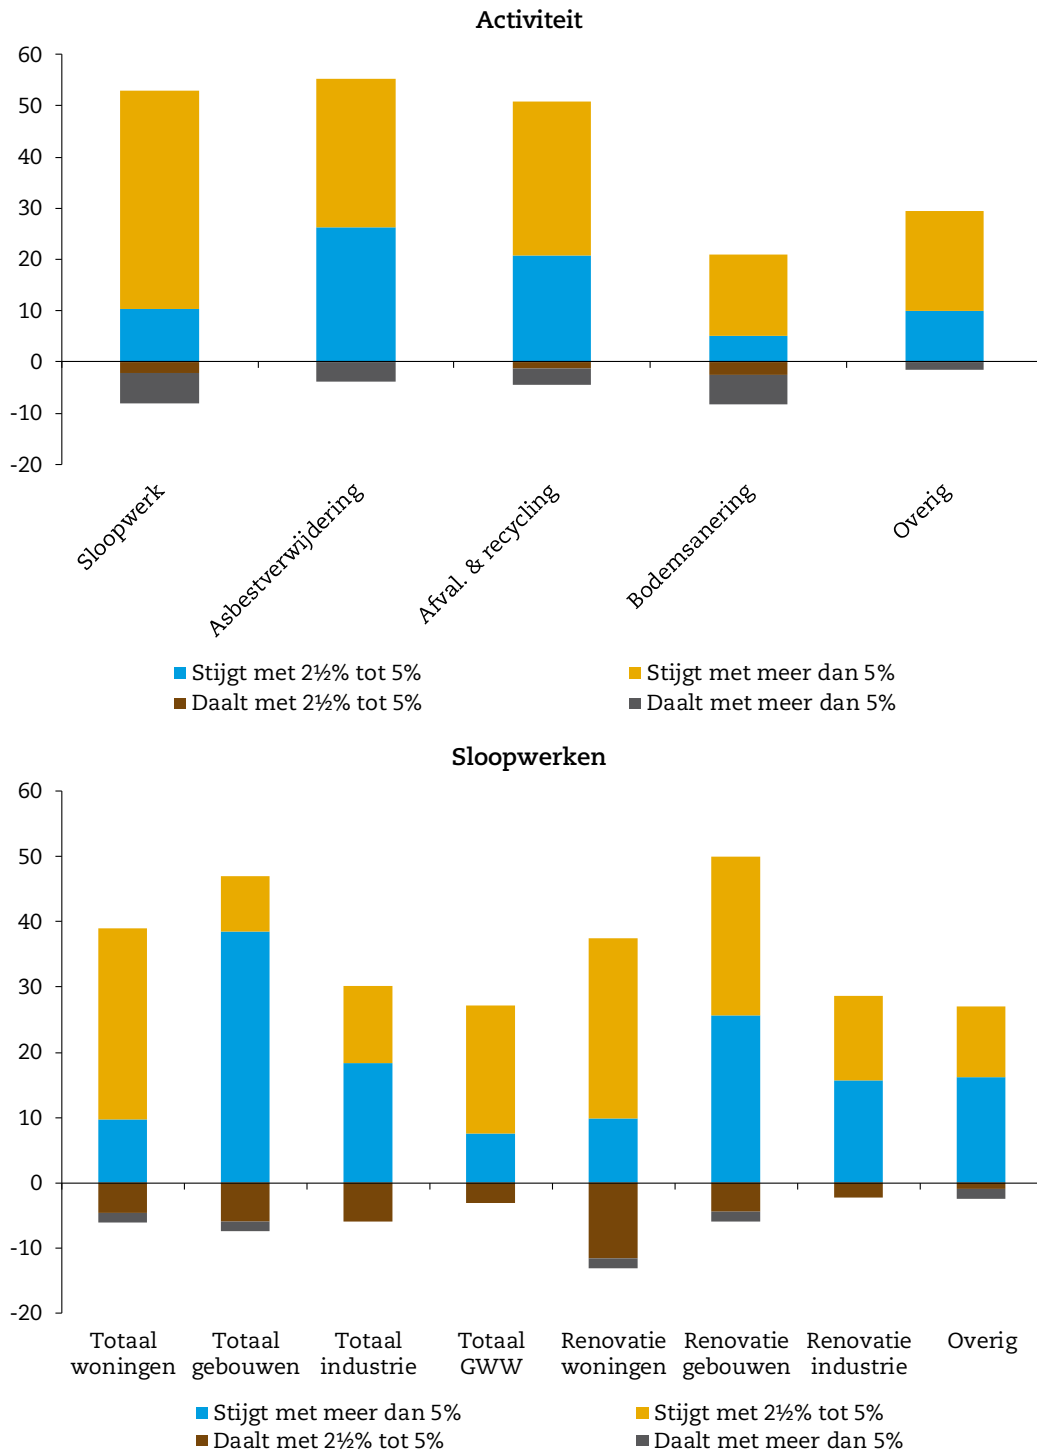 Activiteit
60
50
40
30
20
10
0
-10
-20
Sloopwerk
Asbestverwijdering
Afval. & recycling
Bodemsanering
Overig
Stijgt met 2½% tot 5%
Stijgt met meer dan 5%
Daalt met 2½% tot 5%
Daalt met meer dan 5%
Sloopwerken
60
50
40
30
20
10
0
-10
-20
Totaal
woningen
Totaal
gebouwen
Totaal
industrie
Totaal
GWW
Renovatie
woningen
Renovatie
gebouwen
Renovatie
industrie
Overig
Stijgt met meer dan 5%
Stijgt met 2½% tot 5%
Daalt met 2½% tot 5%
Daalt met meer dan 5%